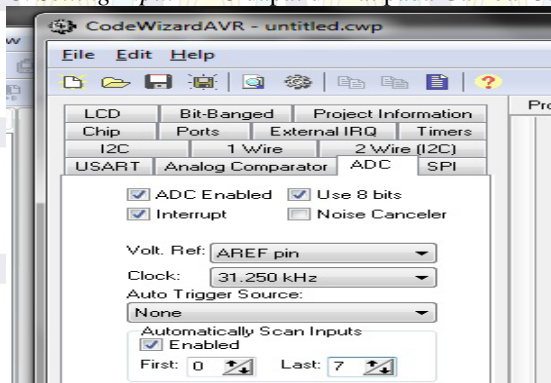 CodeWizardAVR - untitled.cwp
File Edit Help
LCD Bit-Banged Project Information
Chip Ports External IRQ Timers
I2C 1 Wire 2 Wire (I2C)
USART Analog Comparator ADC SPI
ADC Enabled Use 8 bits
Interrupt Noise Canceler
Volt. Ref: AREF pin
Clock: 31.250 kHz
Auto Trigger Source:
None
Automatically Scan Inputs
Enabled
First: 0 Last: 7